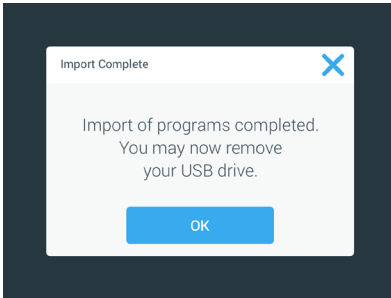 Import Complete
Import of programs completed.
You may now remove
your USB drive.
OK